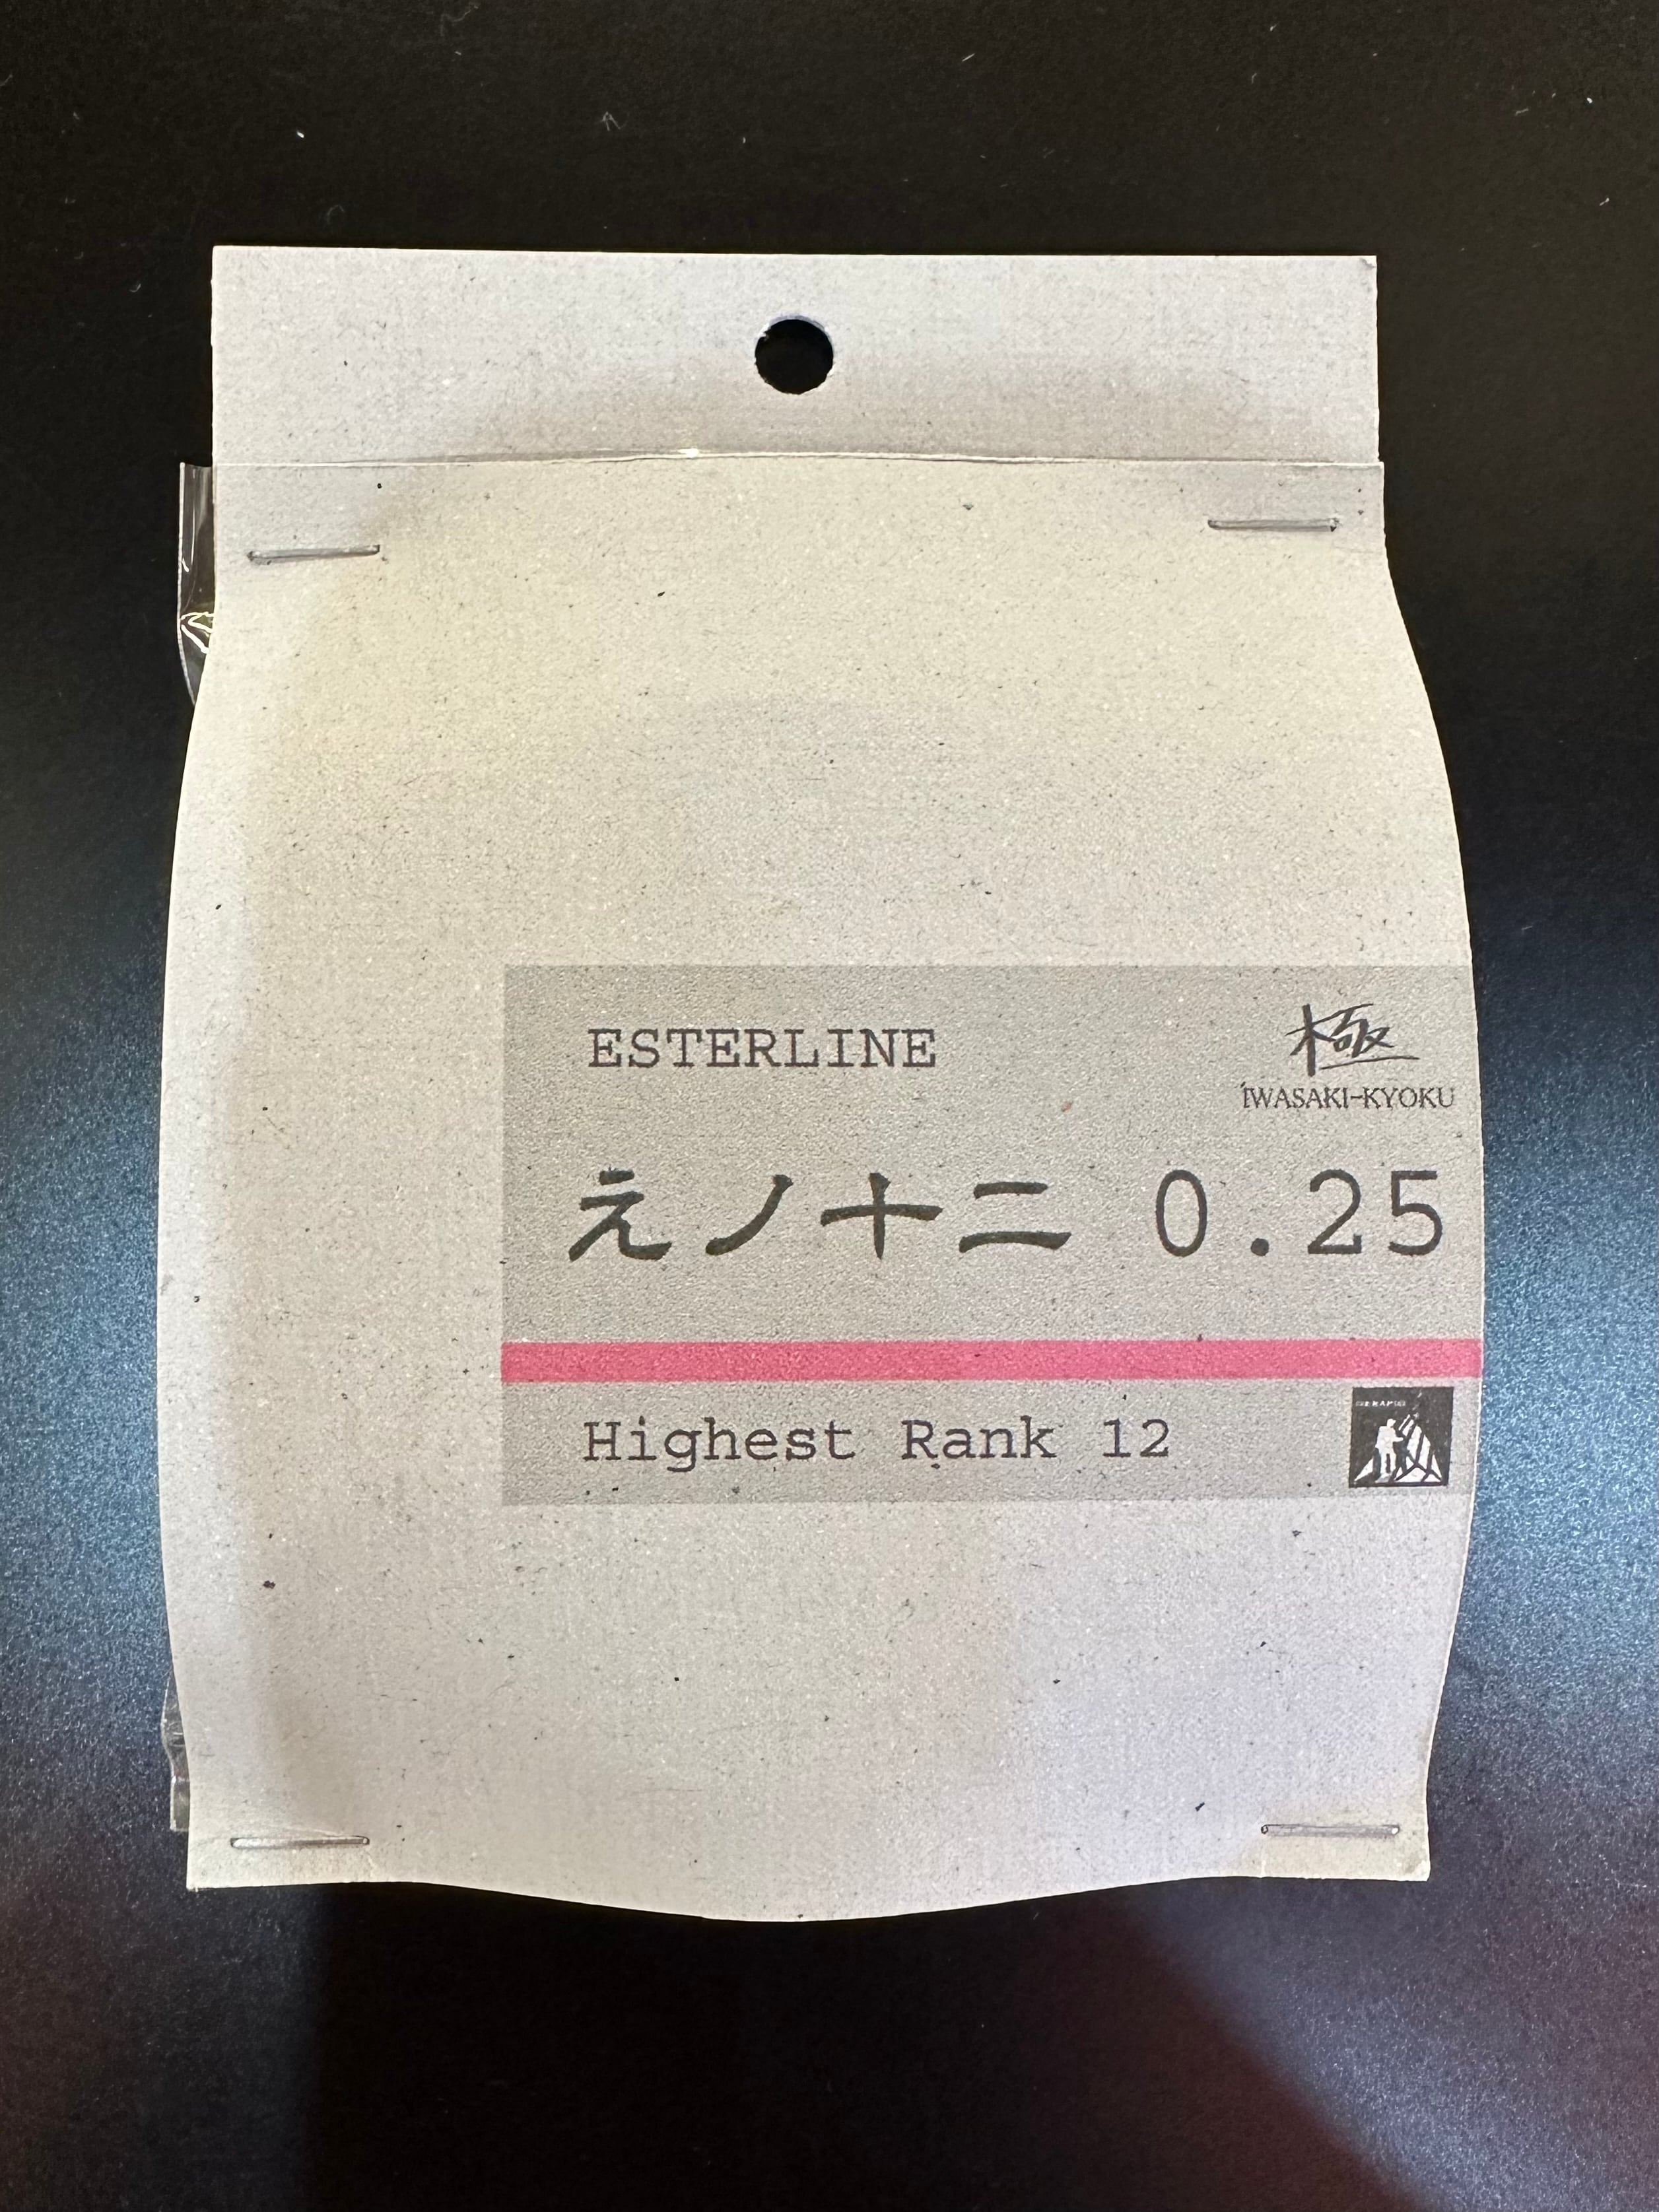 ESTERLINE
極
IWASAKI-KYOKU
えノ十二 0.25
Highest Rank 12